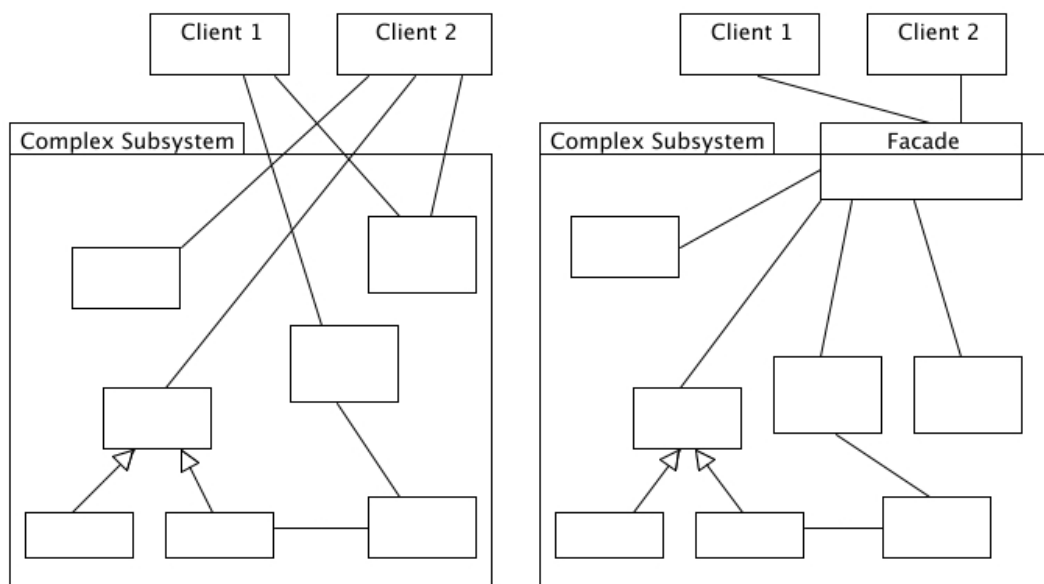 Client 1
Client 2
Complex Subsystem
Client 1
Client 2
Complex Subsystem
Facade